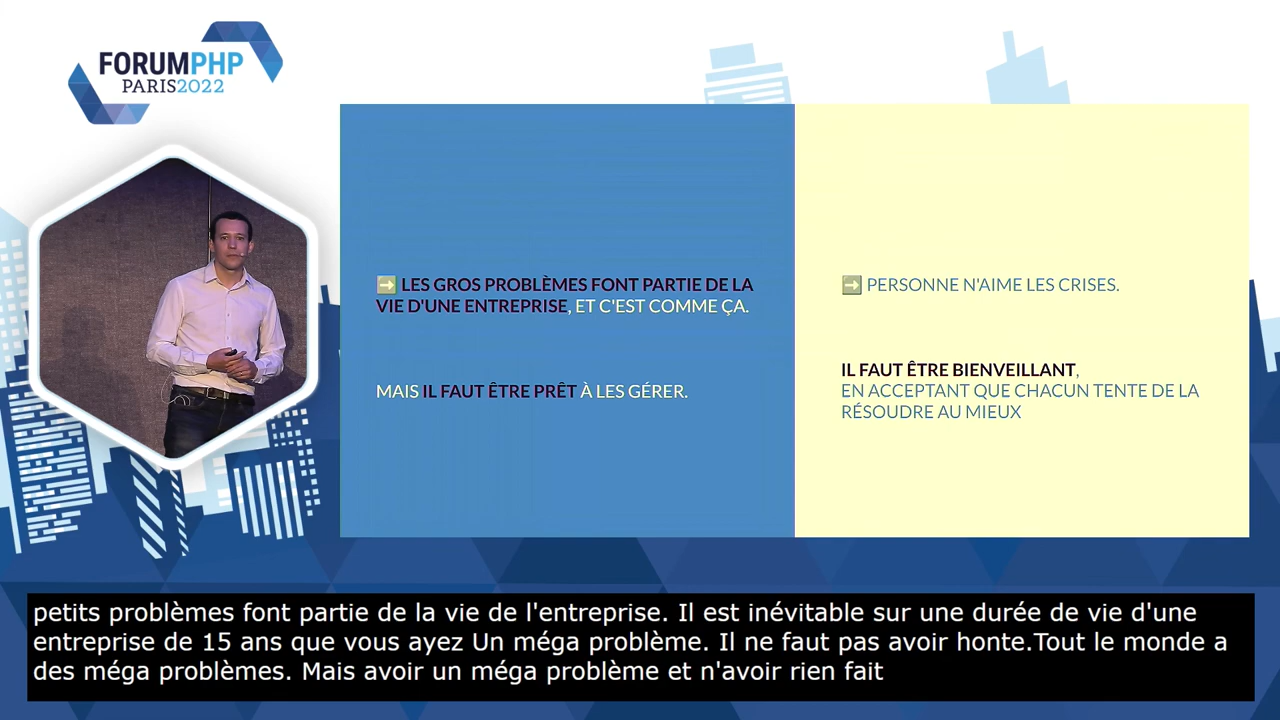 FORUMPHP
PARIS2022
➡ LES GROS PROBLÈMES FONT PARTIE DE LA
VIE D'UNE ENTREPRISE, ET C'EST COMME ÇA.
MAIS IL FAUT ÊTRE PRÊT À LES GÉRER.
➡ PERSONNE N'AIME LES CRISES.
IL FAUT ÊTRE BIENVEILLANT,
EN ACCEPTANT QUE CHACUN TENTE DE LA
RÉSOUDRE AU MIEUX
petits problèmes font partie de la vie de l'entreprise. Il est inévitable sur une durée de vie d'une
entreprise de 15 ans que vous ayez Un méga problème. Il ne faut pas avoir honte.Tout le monde a
des méga problèmes. Mais avoir un méga problème et n'avoir rien fait